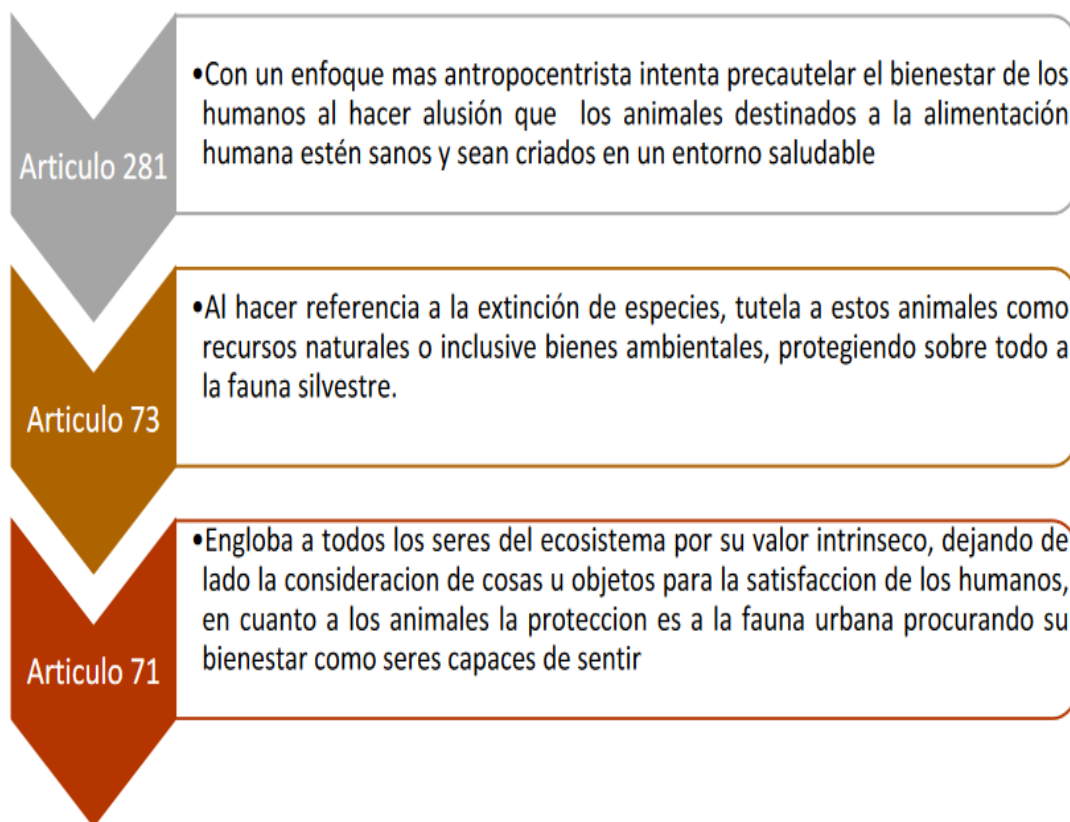 Articulo 281
•Con un enfoque mas antropocentrista intenta precautelar el bienestar de los
humanos al hacer alusión que los animales destinados a la alimentación
humana estén sanos y sean criados en un entorno saludable
Articulo 73
•Al hacer referencia a la extinción de especies, tutela a estos animales como
recursos naturales o inclusive bienes ambientales, protegiendo sobre todo a
la fauna silvestre.
Articulo 71
•Engloba a todos los seres del ecosistema por su valor intrinseco, dejando de
lado la consideracion de cosas u objetos para la satisfaccion de los humanos,
en cuanto a los animales la proteccion es a la fauna urbana procurando su
bienestar como seres capaces de sentir